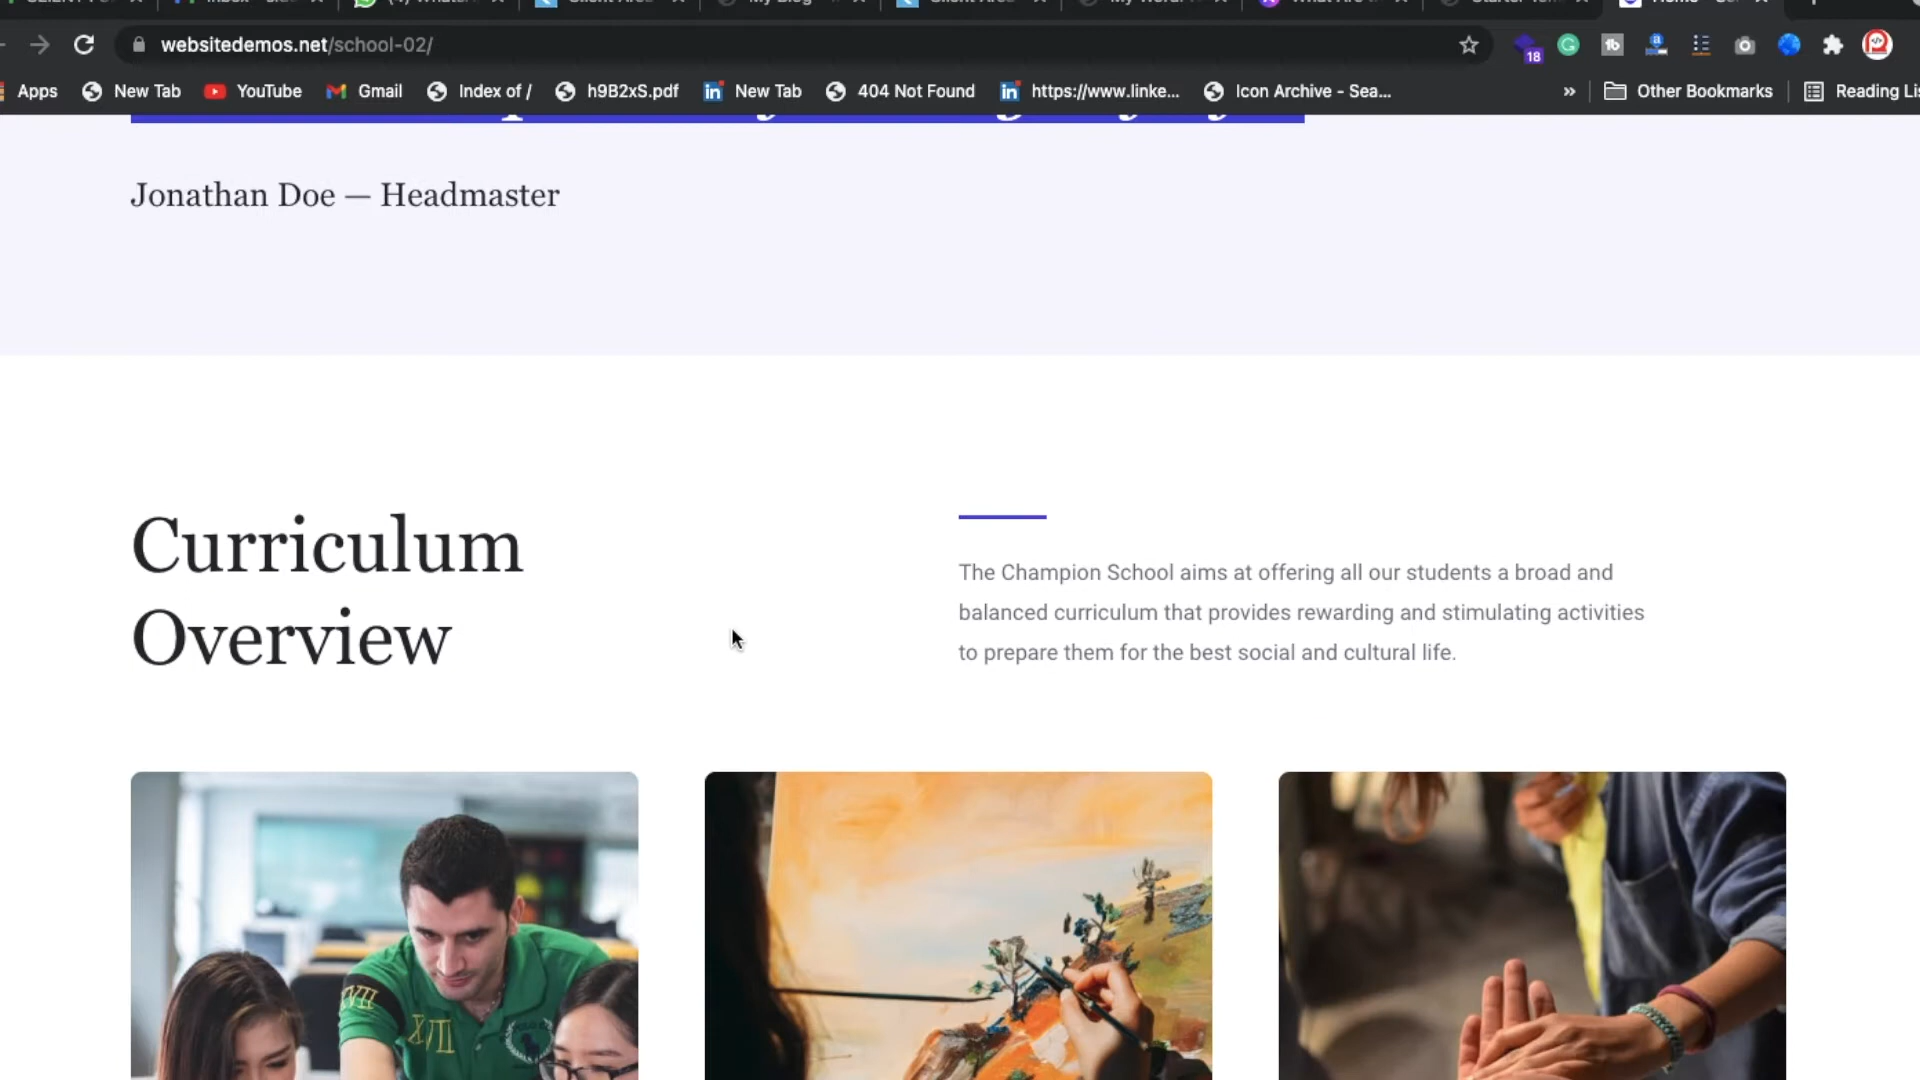 websitedemos.net/school-02/
18
Apps
New Tab
YouTube
Gmail
Index of /
h9B2xS.pdf
New Tab
404 Not Found
https://www.linke...
Icon Archive - Sea...
»
Other Bookmarks
Reading Lis
Jonathan Doe — Headmaster
Curriculum
Overview
The Champion School aims at offering all our students a broad and
balanced curriculum that provides rewarding and stimulating activities
to prepare them for the best social and cultural life.
XVII